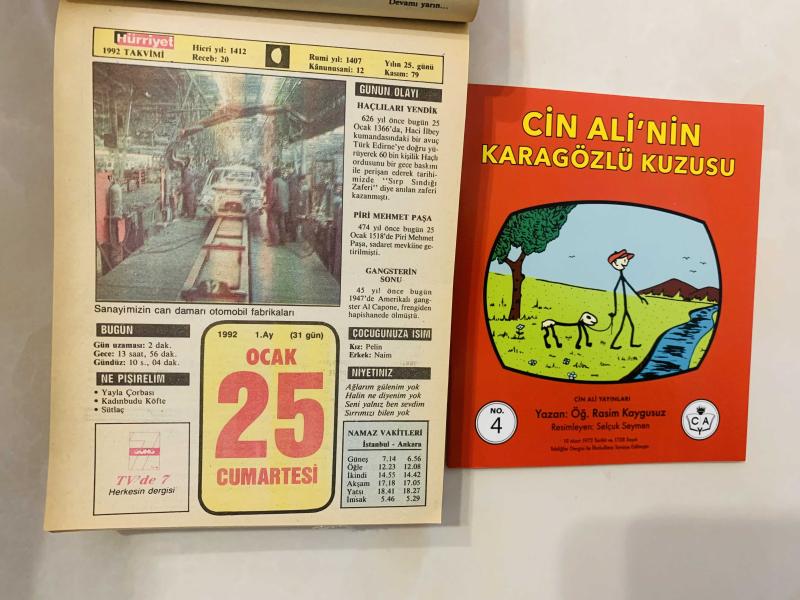 Devamı yarın...
Hürriyet
1992 TAKVİMİ
Hicri yıl: 1412
Receb: 20
Rumi yıl: 1407
Kânunusani: 12
Yılın 25. günü
Kasım: 79
GÜNÜN OLAYI
HAÇLILARI YENDİK
626 yıl önce bugün 25
Ocak 1366'da, Haci İlbey
kumandasındaki bir avuç
Türk Edirne'ye doğru yü-
rüyerek 60 bin kişilik Haçlı
ordusunu bir gece baskını
ile perişan ederek tarihi-
mizde "Sırp Sındığı
Zaferi" diye anılan zaferi
kazanmıştı.
PİRİ MEHMET PAŞA
474 yıl önce bugün 25
Ocak 1518'de Piri Mehmet
Paşa, sadaret mevkiine ge-
tirilmişti.
GANGSTERİN
SONU
45 yıl önce bugün
1947'de Amerikalı gang-
ster Al Capone, frengiden
hapishanede ölmüştü.
Sanayimizin can damarı otomobil fabrikaları
BUGÜN
Gün uzaması: 2 dak.
Gece: 13 saat, 56 dak.
Gündüz: 10 s., 04 dak.
NE PİŞİRELİM
• Yayla Çorbası
• Kadınbudu Köfte
• Sütlaç
TV'de 7
Herkesin dergisi
1992 1.Ay (31 gün)
OCAK
25
CUMARTESİ
ÇOCUĞUNUZA İSİM
Kız: Pelin
Erkek: Naim
NİYETİNİZ
Ağlarım gülenim yok
Halin ne diyenim yok
Seni yalnız ben sevdim
Sırrımızı bilen yok
NAMAZ VAKİTLERİ
İstanbul - Ankara
Güneş 7.14 6.56
Öğle 12.23 12.08
İkindi 14.55 14.42
Akşam 17.18 17.05
Yatsı 18.41 18.27
İmsak 5.46 5.29
CİN ALİ'NİN
KARAGÖZLÜ KUZUSU
CİN ALİ YAYINLARI
NO.
4
Yazan: Öğ. Rasim Kaygusuz
Resimleyen: Selçuk Seymen
C A
Y